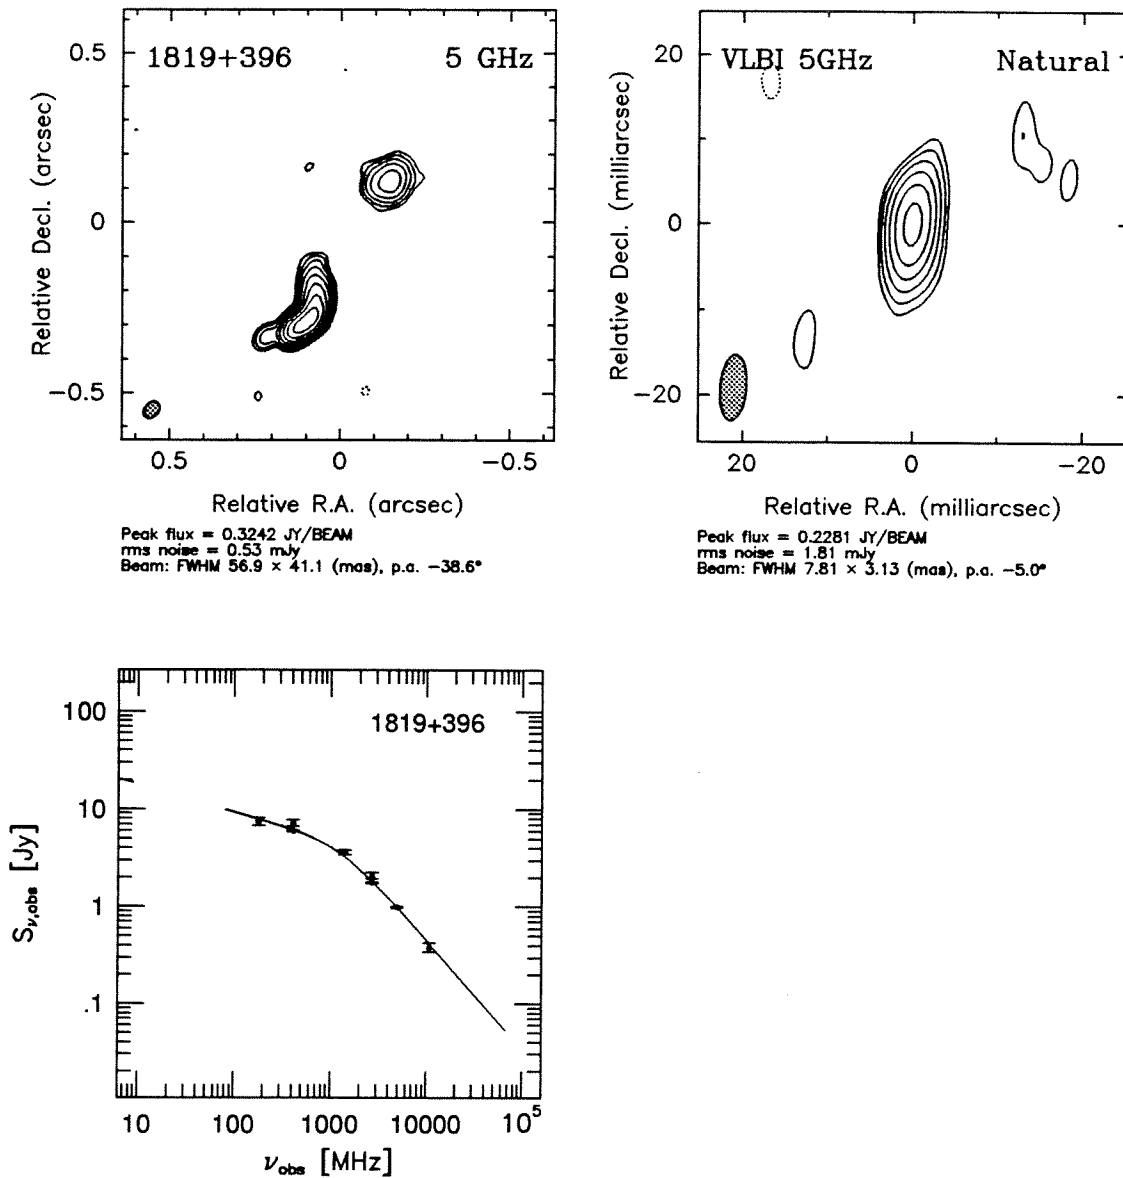 1819+396 5 GHz
0.5
0
−0.5
Relative Decl. (arcsec)
0.5 0 −0.5
Relative R.A. (arcsec)
Peak flux = 0.3242 JY/BEAM
rms noise = 0.53 mJy
Beam: FWHM 56.9 × 41.1 (mas), p.a. −38.6°
VLBI 5GHz Natural
20
0
−20
Relative Decl. (milliarcsec)
20 0 −20
Relative R.A. (milliarcsec)
Peak flux = 0.2281 JY/BEAM
rms noise = 1.81 mJy
Beam: FWHM 7.81 × 3.13 (mas), p.a. −5.0°
1819+396
100
10
1
.1
S_ν,obs [Jy]
10 100 1000 10000 10^5
ν_obs [MHz]